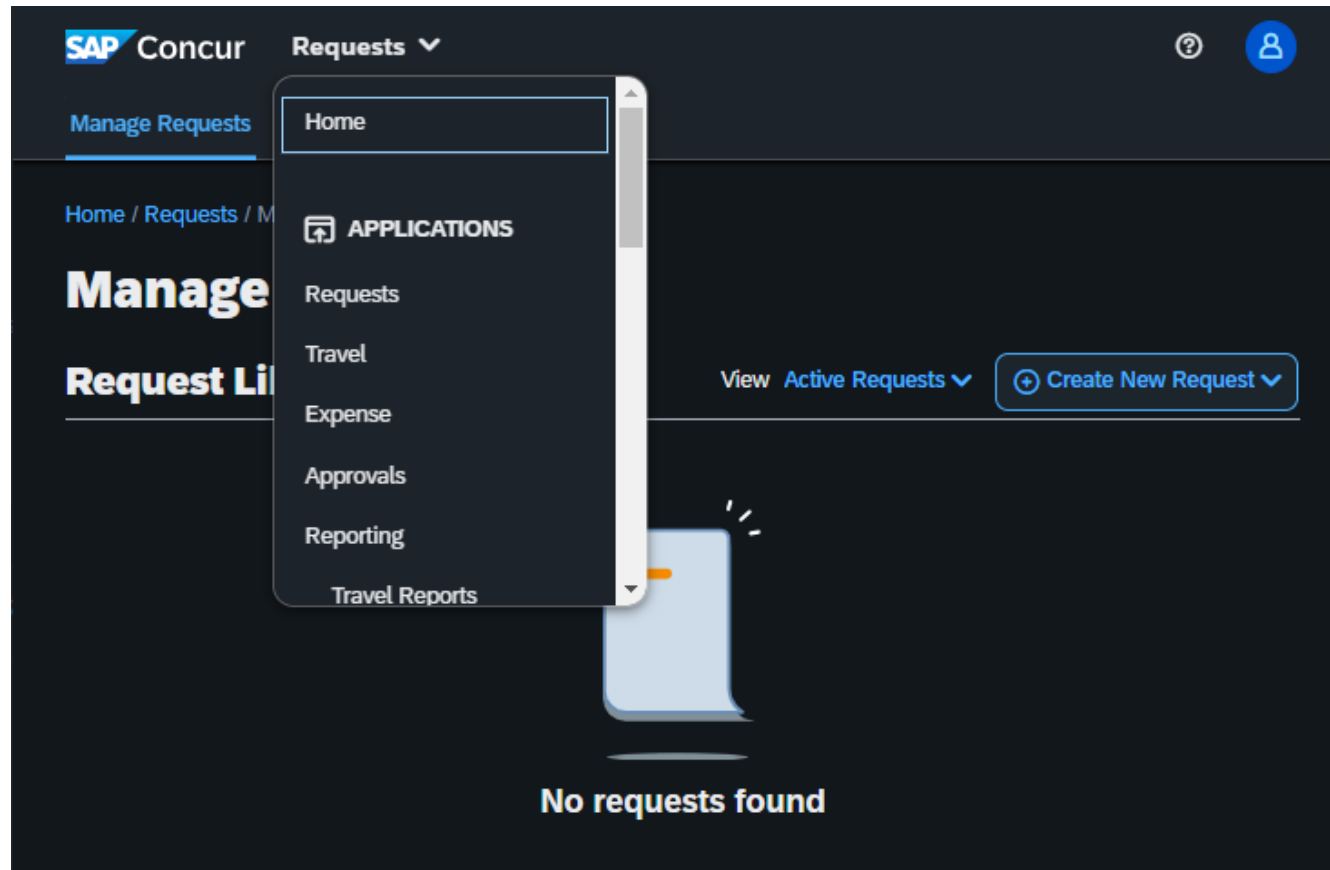 SAP Concur Requests
Manage Requests
Home
Home / Requests / M
APPLICATIONS
Manage
Requests
Travel
Request Li
View Active Requests
Create New Request
Expense
Approvals
Reporting
Travel Reports
No requests found